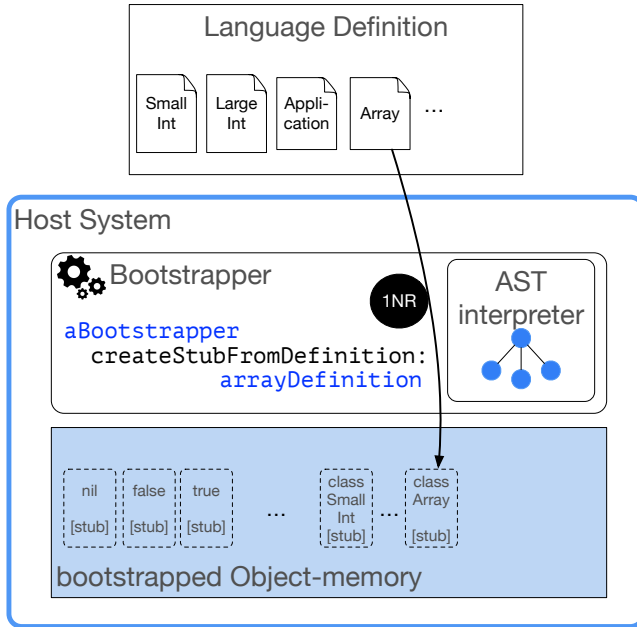 Language Definition
Small
Int
Large
Int
Appli-
cation
Array
...
Host System
Bootstrapper
1NR
AST
interpreter
aBootstrapper
createStubFromDefinition:
arrayDefinition
nil
[stub]
false
[stub]
true
[stub]
...
class
Small
Int
[stub]
...
class
Array
[stub]
bootstrapped Object-memory